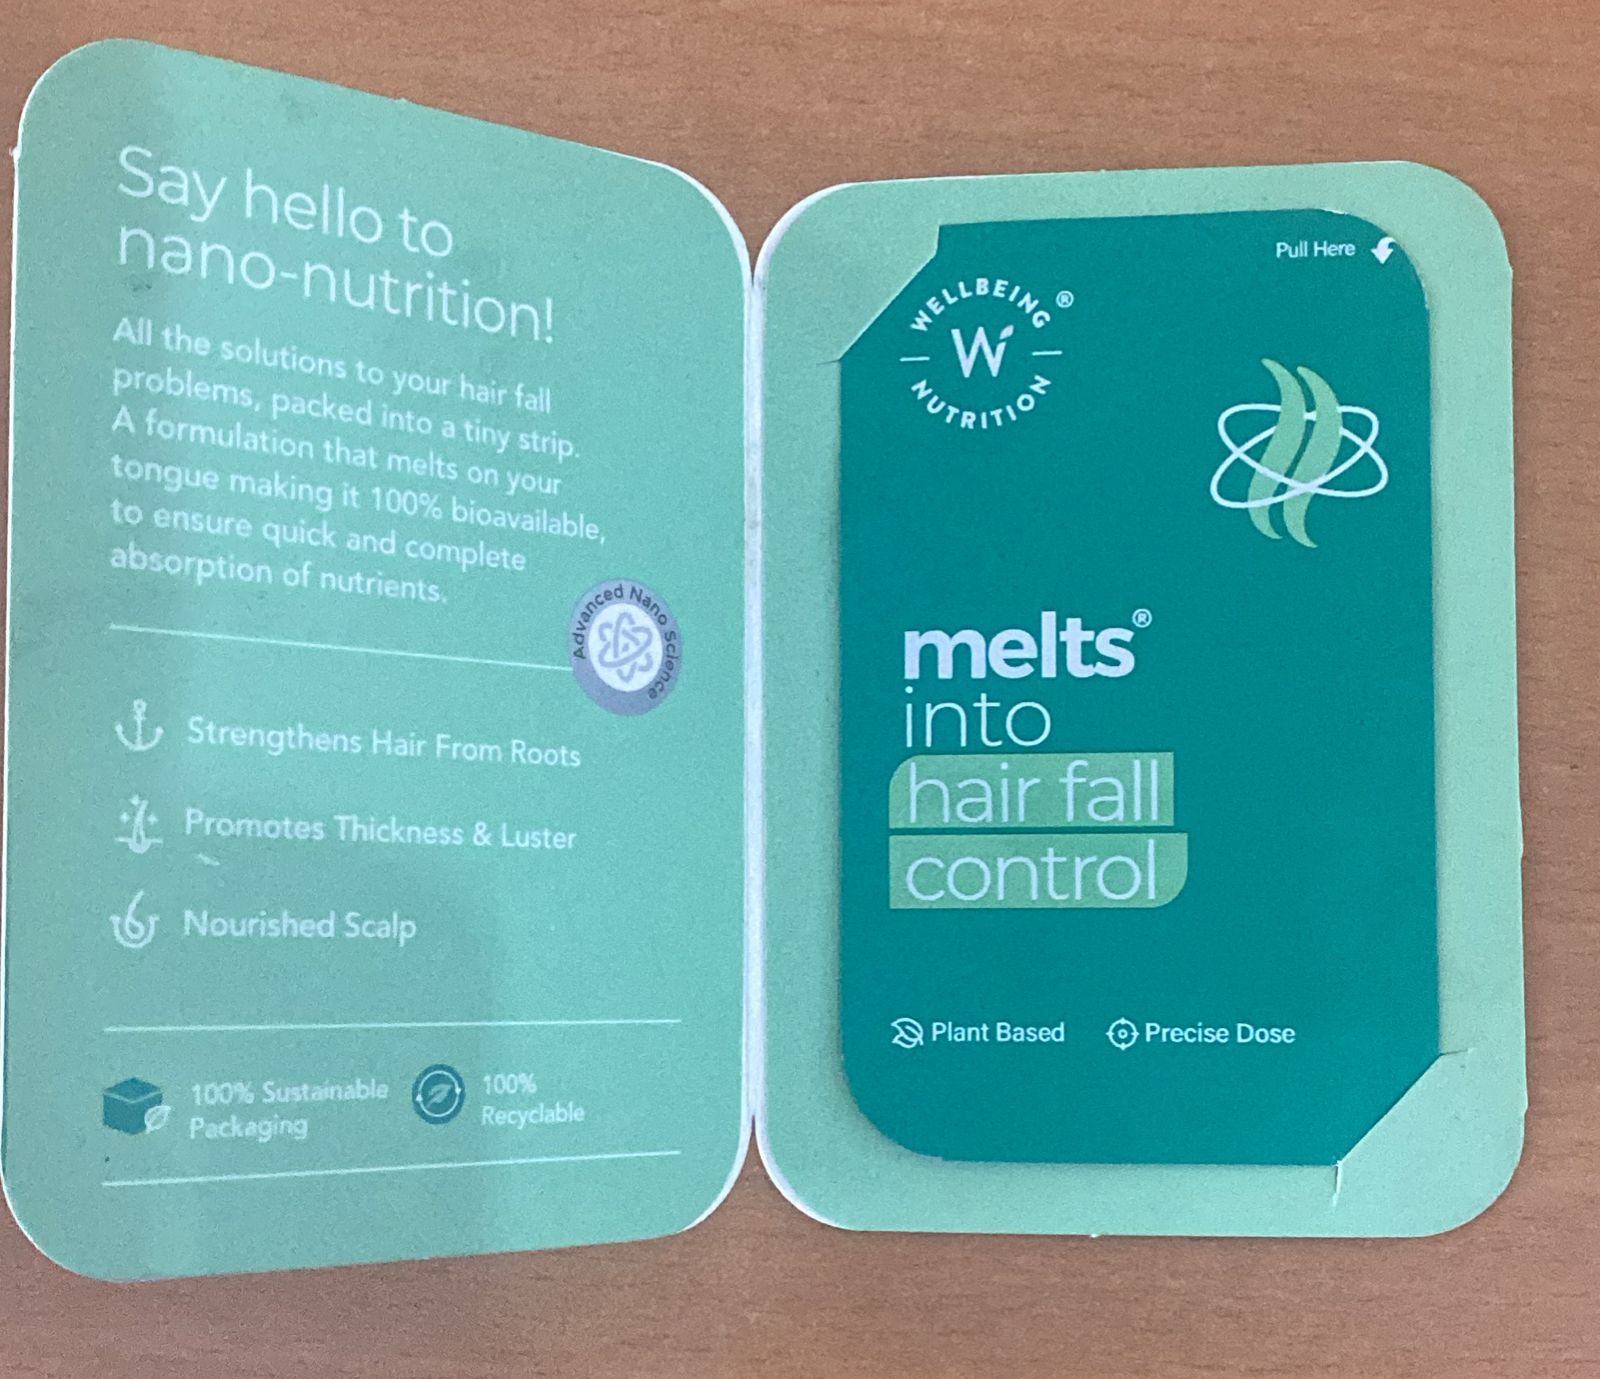 Say hello to
nano-nutrition!
All the solutions to your hair fall
problems, packed into a tiny strip.
A formulation that melts on your
tongue making it 100% bioavailable,
to ensure quick and complete
absorption of nutrients.
Advanced Nano Science
Strengthens Hair From Roots
Promotes Thickness & Luster
Nourished Scalp
100% Sustainable
Packaging
100%
Recyclable
Pull Here
WELLBEING ®
W
NUTRITION
melts®
into
hair fall
control
Plant Based
Precise Dose